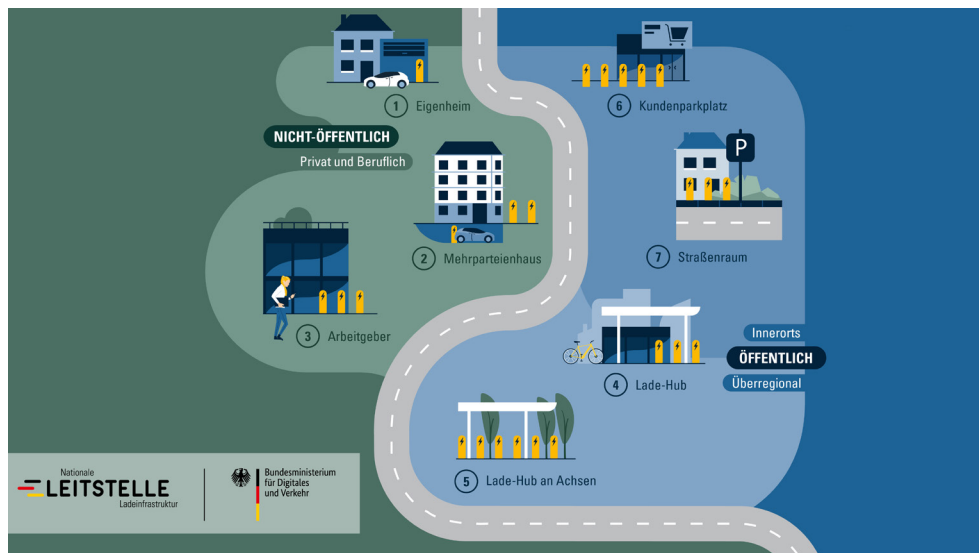 1 Eigenheim
NICHT-ÖFFENTLICH
Privat und Beruflich
2 Mehrparteienhaus
3 Arbeitgeber
6 Kundenparkplatz
P
7 Straßenraum
Innerorts
ÖFFENTLICH
Überregional
4 Lade-Hub
5 Lade-Hub an Achsen
Nationale
LEITSTELLE
Ladeinfrastruktur
Bundesministerium
für Digitales
und Verkehr